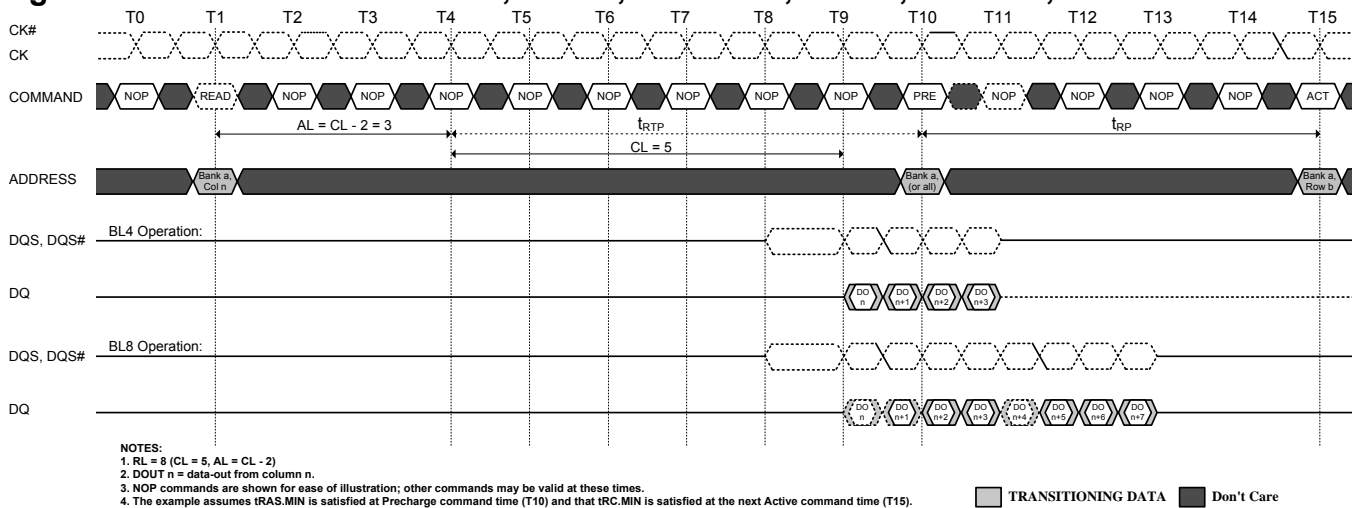 T0 T1 T2 T3 T4 T5 T6 T7 T8 T9 T10 T11 T12 T13 T14 T15
CK#
CK
COMMAND NOP READ NOP NOP NOP NOP NOP NOP NOP NOP PRE NOP NOP NOP NOP ACT
AL = CL - 2 = 3 tRTP tRP
CL = 5
ADDRESS Bank a, Col n Bank a, (or all) Bank a, Row b
BL4 Operation:
DQS, DQS#
DQ DO n DO n+1 DO n+2 DO n+3
BL8 Operation:
DQS, DQS#
DQ DO n DO n+1 DO n+2 DO n+3 DO n+4 DO n+5 DO n+6 DO n+7
NOTES:
1. RL = 8 (CL = 5, AL = CL - 2)
2. DOUT n = data-out from column n.
3. NOP commands are shown for ease of illustration; other commands may be valid at these times.
4. The example assumes tRAS.MIN is satisfied at Precharge command time (T10) and that tRC.MIN is satisfied at the next Active command time (T15).
TRANSITIONING DATA Don't Care